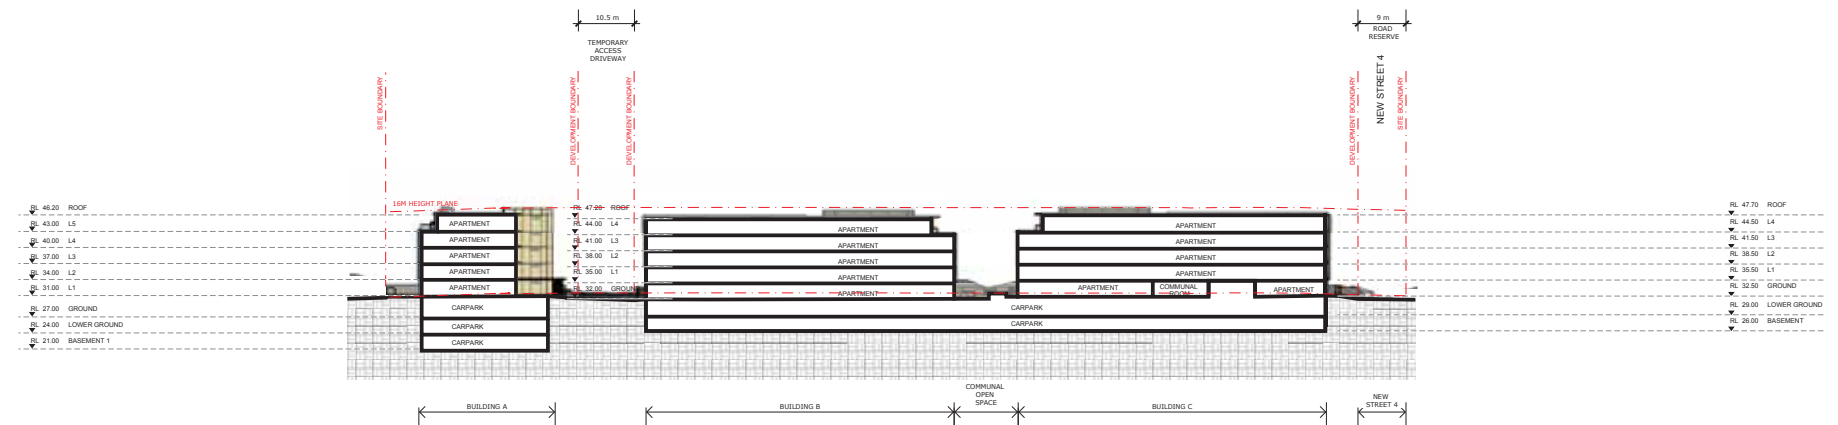 10.5 m
TEMPORARY
ACCESS
DRIVEWAY
9 m
ROAD
RESERVE
NEW STREET 4
SITE BOUNDARY
DEVELOPMENT BOUNDARY
DEVELOPMENT BOUNDARY
DEVELOPMENT BOUNDARY
SITE BOUNDARY
16M HEIGHT PLANE
RL 46.20 ROOF
RL 43.00 L5
RL 40.00 L4
RL 37.00 L3
RL 34.00 L2
RL 31.00 L1
RL 27.00 GROUND
RL 24.00 LOWER GROUND
RL 21.00 BASEMENT 1
APARTMENT
APARTMENT
APARTMENT
APARTMENT
APARTMENT
CARPARK
CARPARK
CARPARK
RL 47.20 ROOF
RL 44.00 L4
RL 41.00 L3
RL 38.00 L2
RL 35.00 L1
RL 32.00 GROUND
APARTMENT
APARTMENT
APARTMENT
APARTMENT
APARTMENT
APARTMENT
APARTMENT
APARTMENT
APARTMENT
APARTMENT
COMMUNAL
ROOM
APARTMENT
CARPARK
CARPARK
RL 47.70 ROOF
RL 44.50 L4
RL 41.50 L3
RL 38.50 L2
RL 35.50 L1
RL 32.50 GROUND
RL 29.00 LOWER GROUND
RL 26.00 BASEMENT
BUILDING A
BUILDING B
COMMUNAL
OPEN
SPACE
BUILDING C
NEW
STREET 4